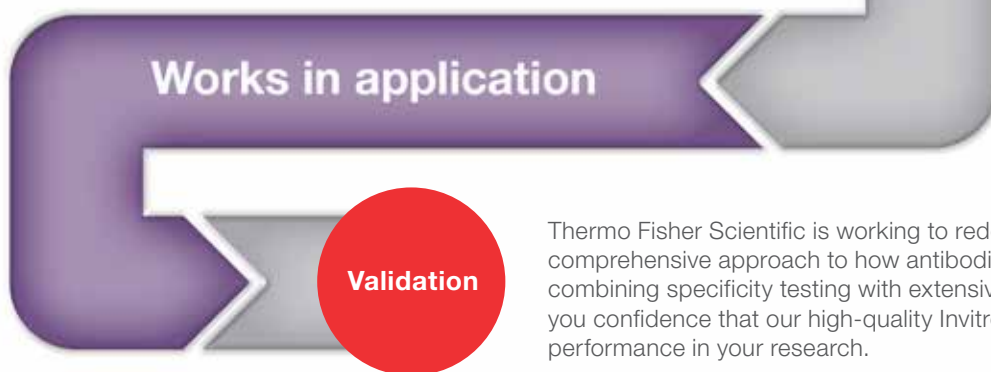 Works in application
Validation
Thermo Fisher Scientific is working to red
comprehensive approach to how antibodi
combining specificity testing with extensiv
you confidence that our high-quality Invitr
performance in your research.